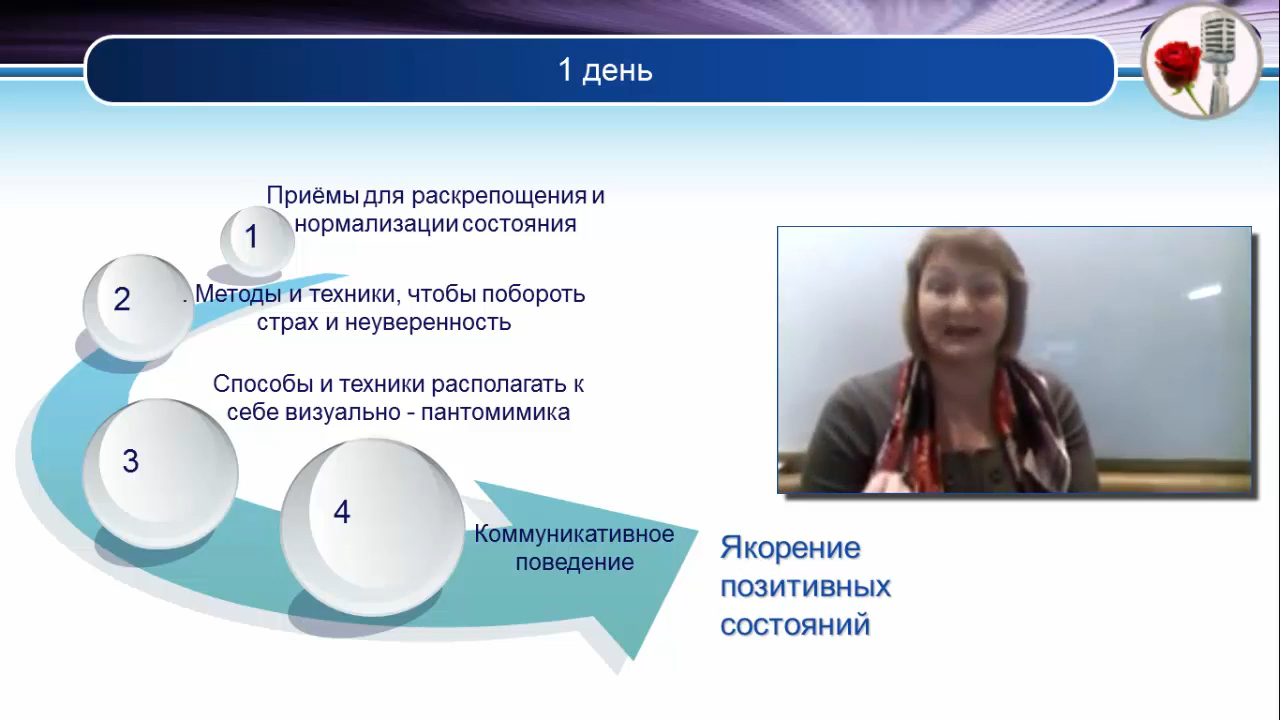 1 день
Приёмы для раскрепощения и
нормализации состояния
1
2
. Методы и техники, чтобы побороть
страх и неуверенность
Способы и техники располагать к
себе визуально - пантомимика
3
4
Коммуникативное
поведение
Якорение
позитивных
состояний